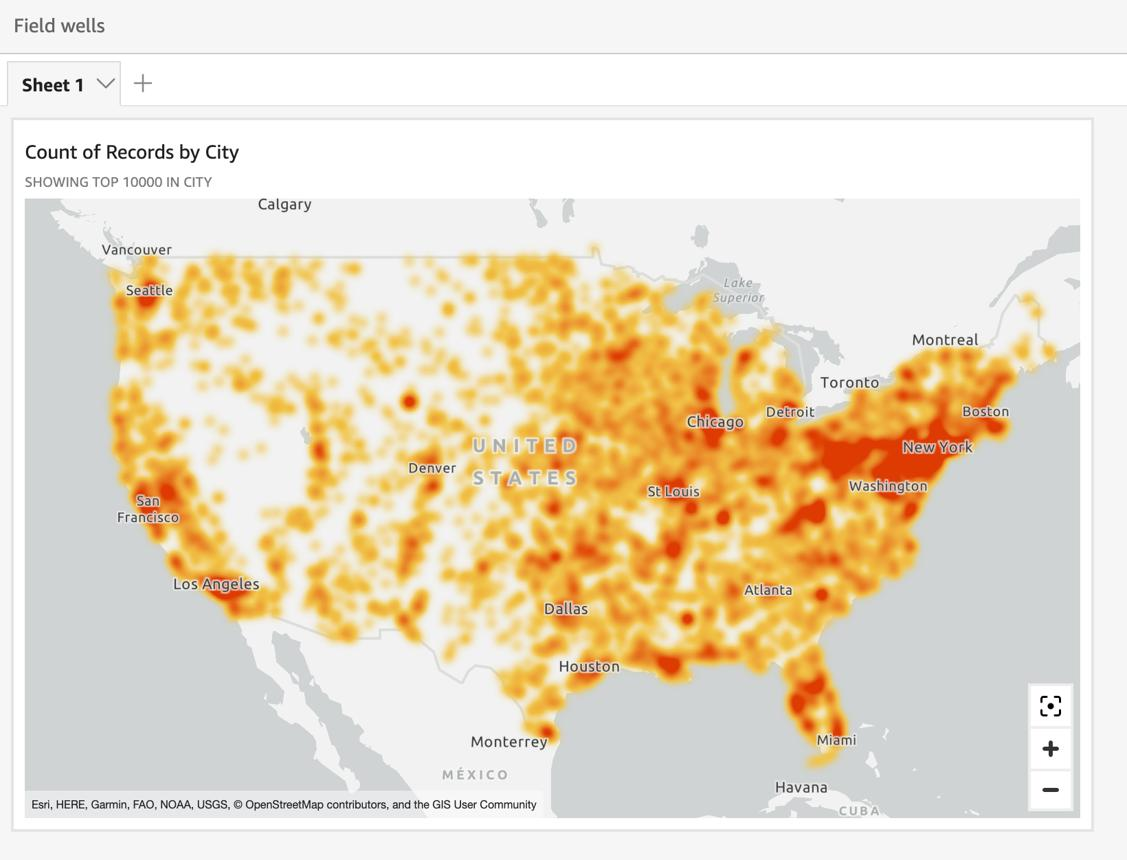 Field wells
Sheet 1
Count of Records by City
SHOWING TOP 10000 IN CITY
Calgary
Vancouver
Seattle
Lake
Superior
Montreal
Toronto
Boston
Detroit
Chicago
New York
UNITED
STATES
Denver
Washington
St Louis
San
Francisco
Los Angeles
Atlanta
Dallas
Houston
Miami
Monterrey
MÉXICO
Havana
CUBA
Esri, HERE, Garmin, FAO, NOAA, USGS, © OpenStreetMap contributors, and the GIS User Community